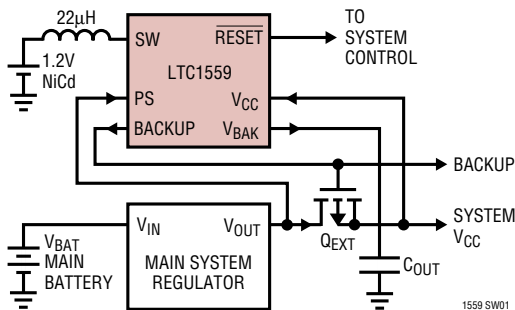 22µH
1.2V
NiCd
SW
RESET
LTC1559
PS
VCC
BACKUP
VBAK
TO
SYSTEM
CONTROL
BACKUP
SYSTEM
VCC
QEXT
COUT
VBAT
MAIN
BATTERY
VIN
VOUT
MAIN SYSTEM
REGULATOR
1559 SW01